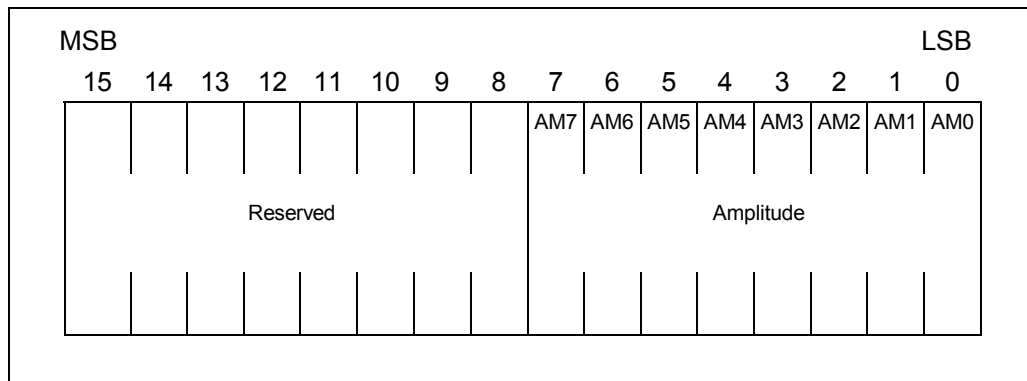 MSB LSB
15 14 13 12 11 10 9 8 7 6 5 4 3 2 1 0
AM7 AM6 AM5 AM4 AM3 AM2 AM1 AM0
Reserved Amplitude